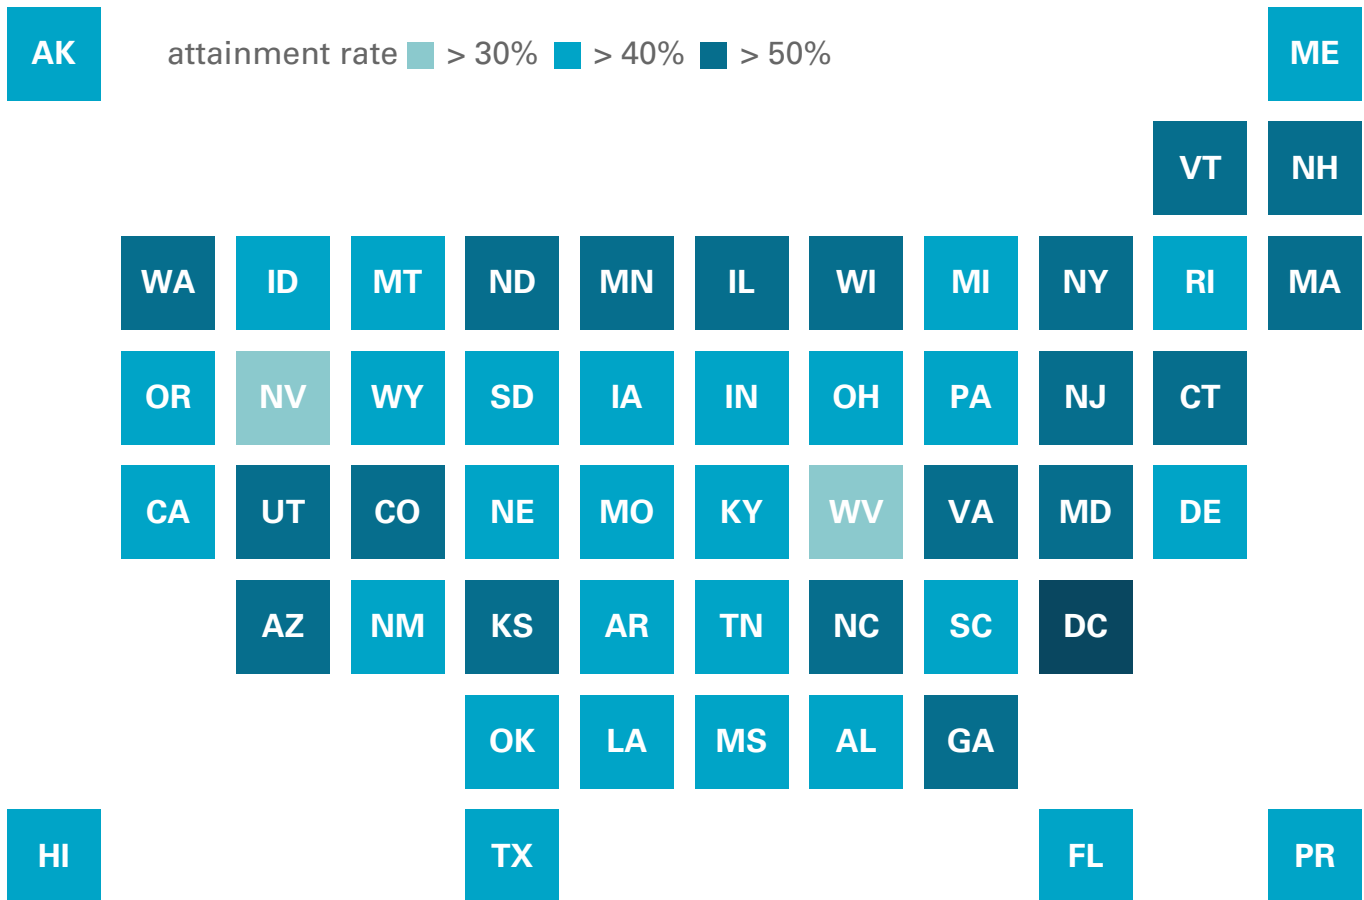 AK attainment rate > 30% > 40% > 50% ME
VT NH
WA ID MT ND MN IL WI MI NY RI MA
OR NV WY SD IA IN OH PA NJ CT
CA UT CO NE MO KY WV VA MD DE
AZ NM KS AR TN NC SC DC
OK LA MS AL GA
HI TX FL PR